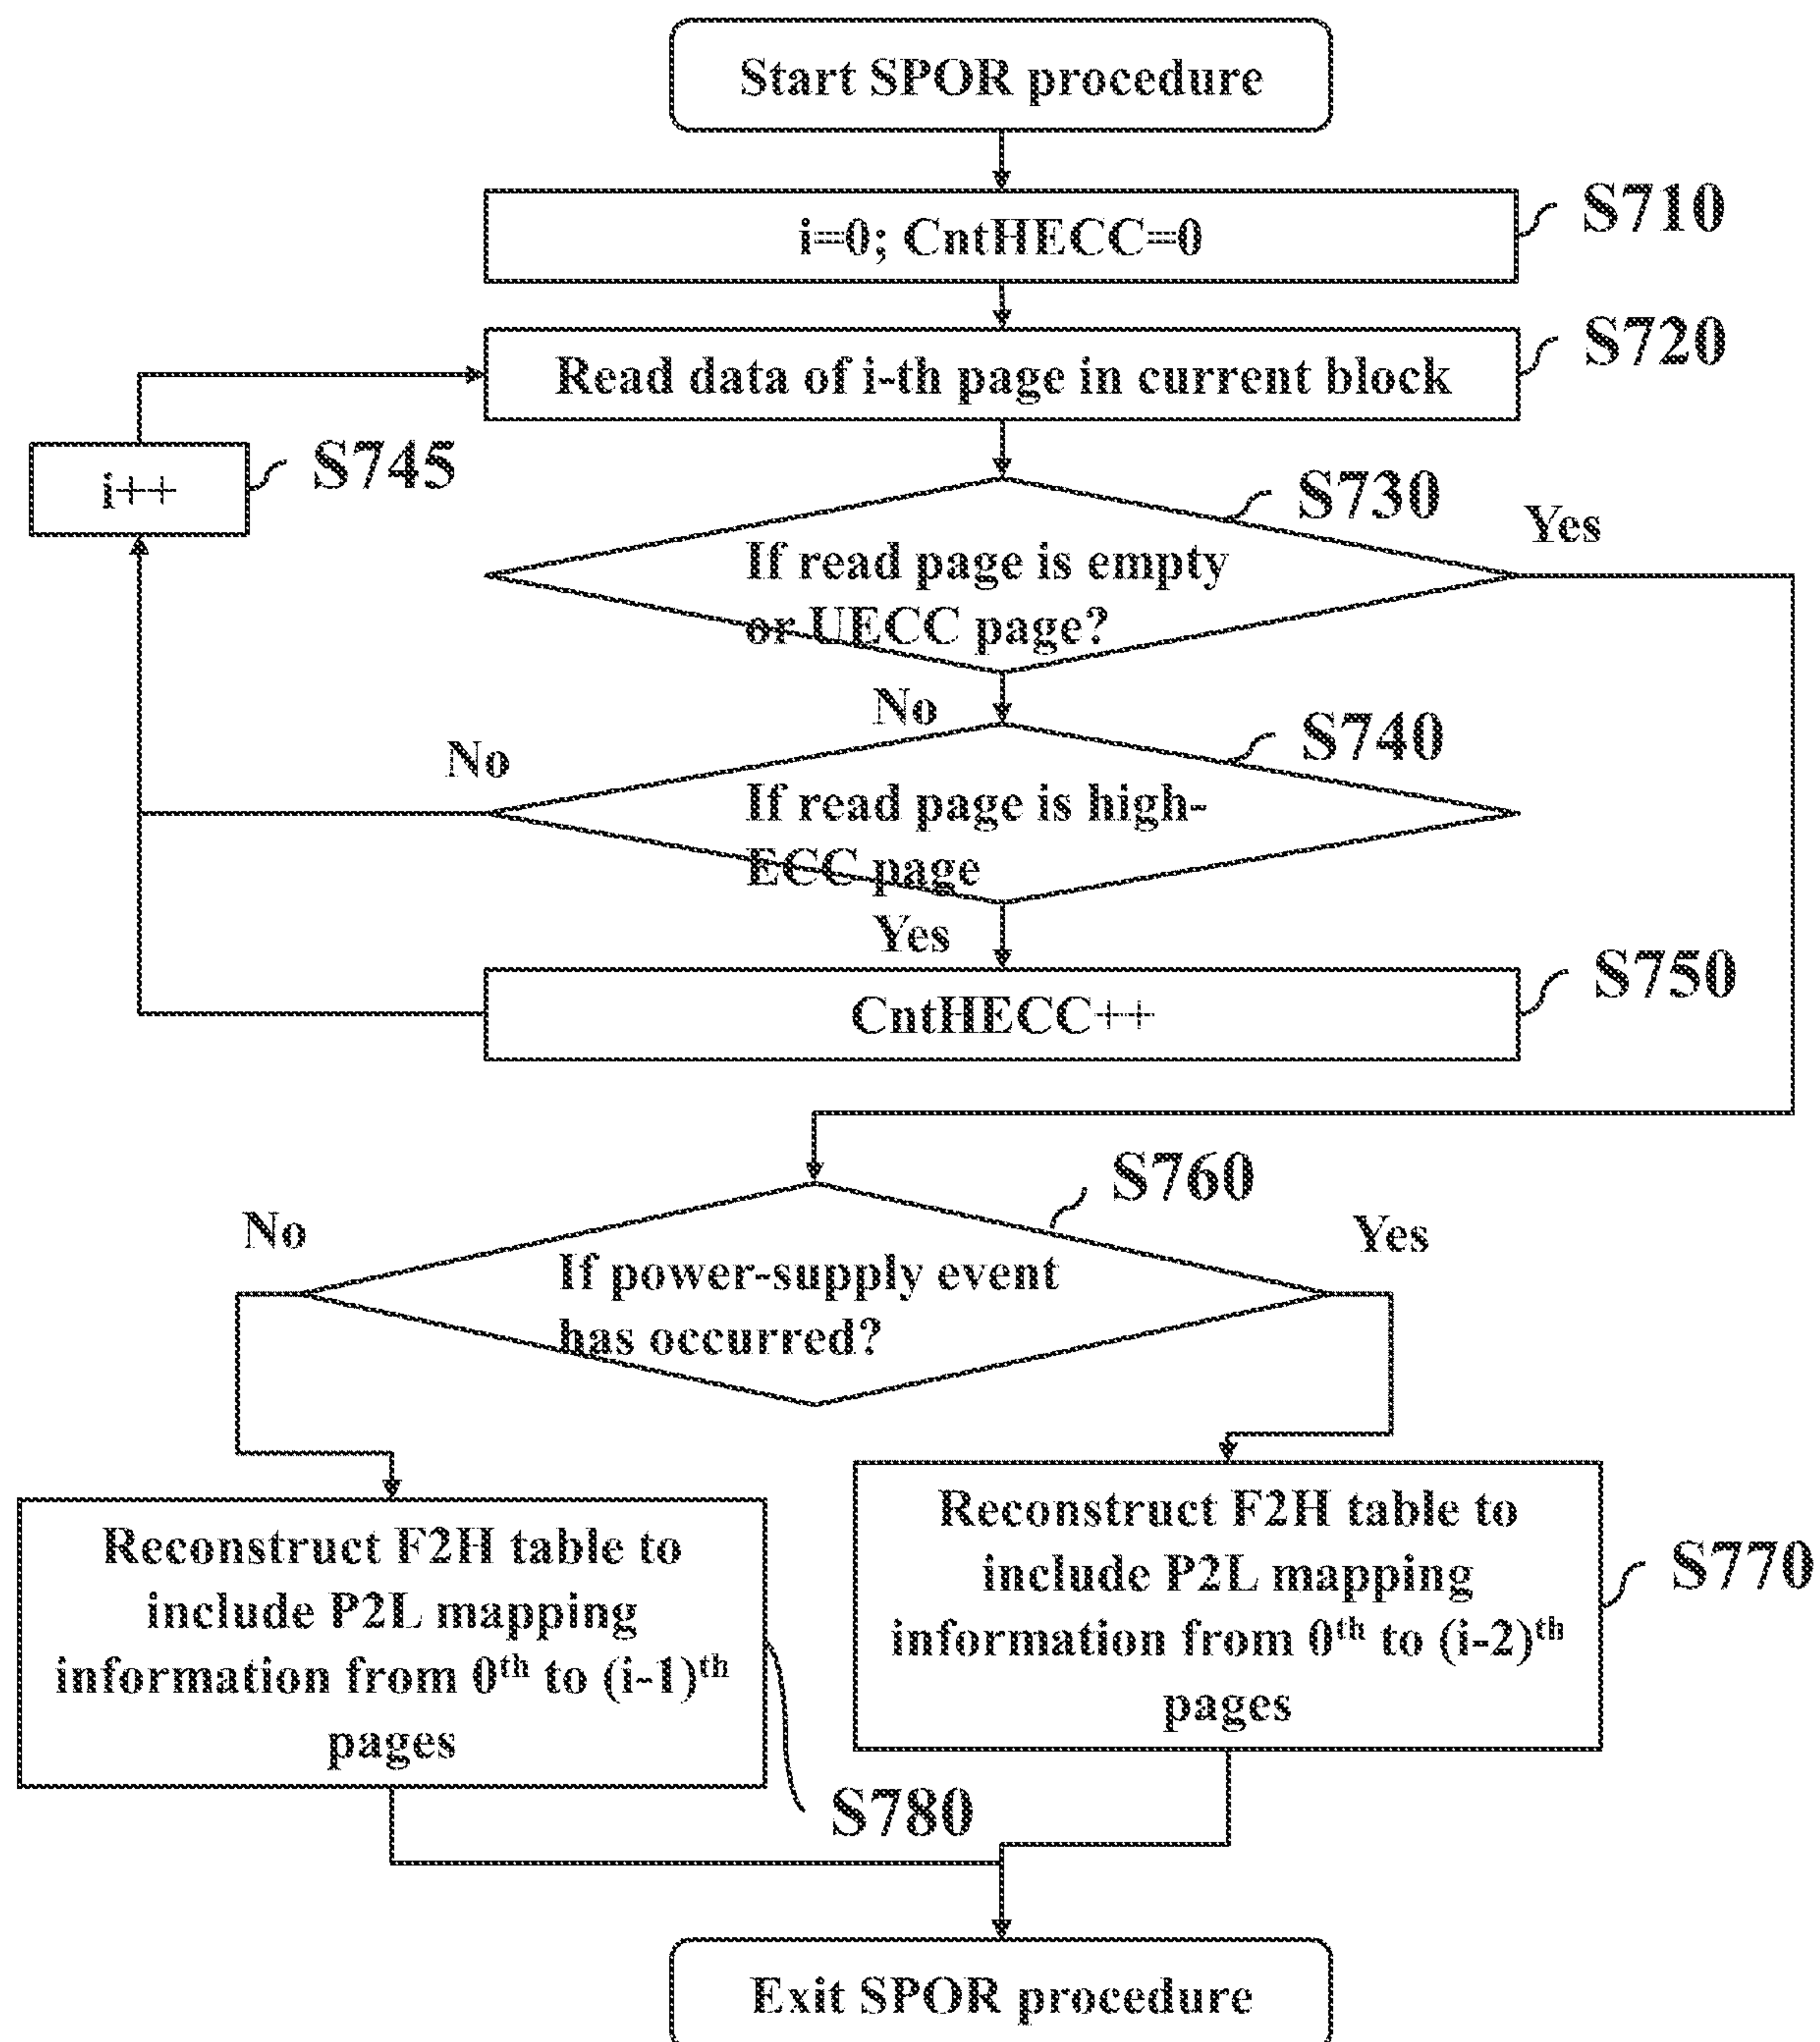 Start SPOR procedure
i=0; CntHECC=0
S710
Read data of i-th page in current block
S720
i++
S745
If read page is empty
or UECC page?
S730
Yes
No
If read page is high-
ECC page
S740
No
Yes
CntHECC++
S750
If power-supply event
has occurred?
S760
No
Yes
Reconstruct F2H table to
include P2L mapping
information from 0th to (i-2)th
pages
S770
Reconstruct F2H table to
include P2L mapping
information from 0th to (i-1)th
pages
S780
Exit SPOR procedure